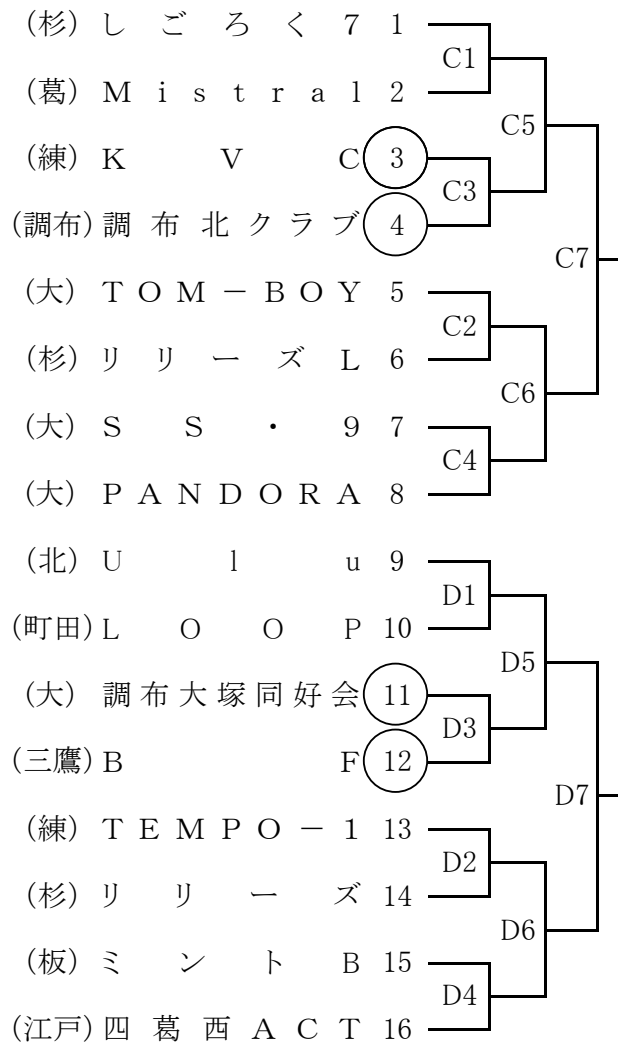 (杉) しごろく７ 1
C1
(葛) Ｍｉｓｔｒａｌ 2
C5
(練) ＫＶＣ 3
C3
(調布) 調布北クラブ 4
C7
(大) ＴＯＭ－ＢＯＹ 5
C2
(杉) リリーズＬ 6
C6
(大) ＳＳ・９ 7
C4
(大) ＰＡＮＤＯＲＡ 8
(北) Ｕｌｕ 9
D1
(町田) ＬＯＯＰ 10
D5
(大) 調布大塚同好会 11
D3
(三鷹) ＢＦ 12
D7
(練) ＴＥＭＰＯ－１ 13
D2
(杉) リリーズ 14
D6
(板) ミントＢ 15
D4
(江戸) 四葛西ＡＣＴ 16